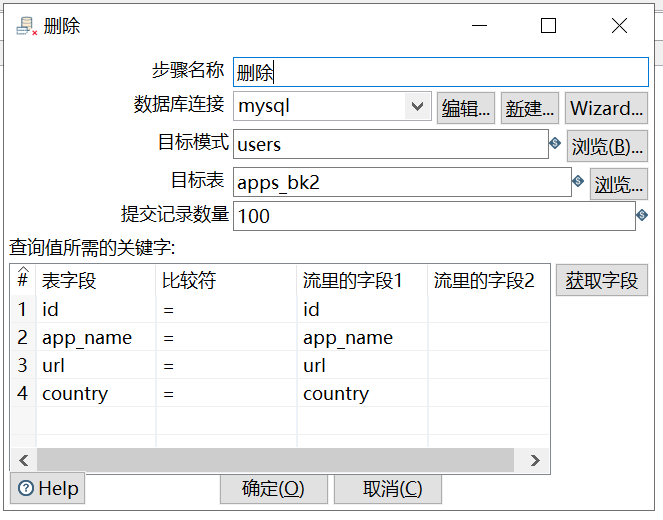 删除
步骤名称 删除
数据库连接 mysql 编辑... 新建... Wizard...
目标模式 users 浏览(B)...
目标表 apps_bk2 浏览...
提交记录数量 100
查询值所需的关键字:
# 表字段 比较符 流里的字段1 流里的字段2 获取字段
1 id = id
2 app_name = app_name
3 url = url
4 country = country
Help 确定(O) 取消(C)